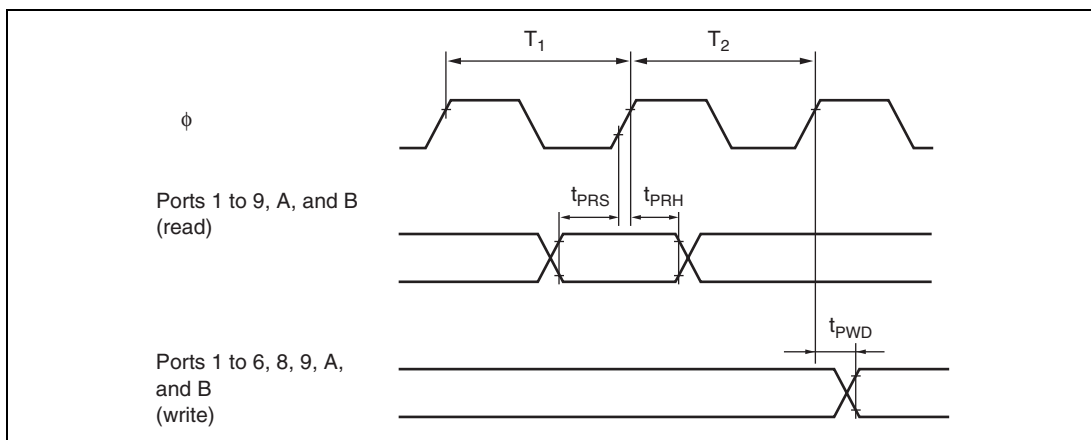 T1
T2
ϕ
Ports 1 to 9, A, and B
(read)
tPRS
tPRH
tPWD
Ports 1 to 6, 8, 9, A,
and B
(write)